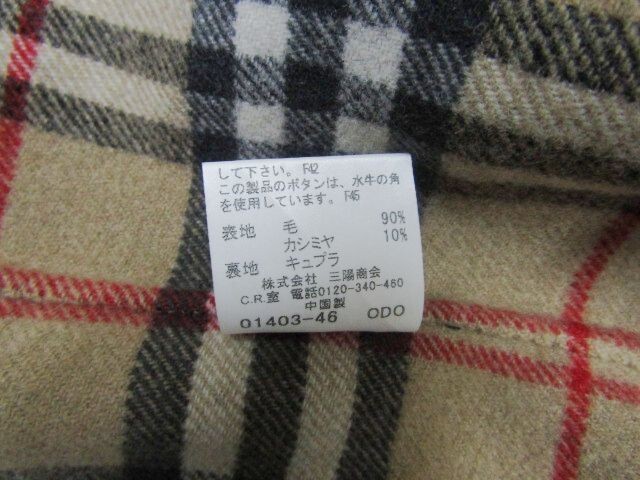 して下さい。F42
この製品のボタンは、水牛の角
を使用しています。F45
表地 毛 90%
カシミヤ 10%
裏地 キュプラ
株式会社 三陽商会
C.R.室 電話0120-340-460
中国製
01403-46 ODO